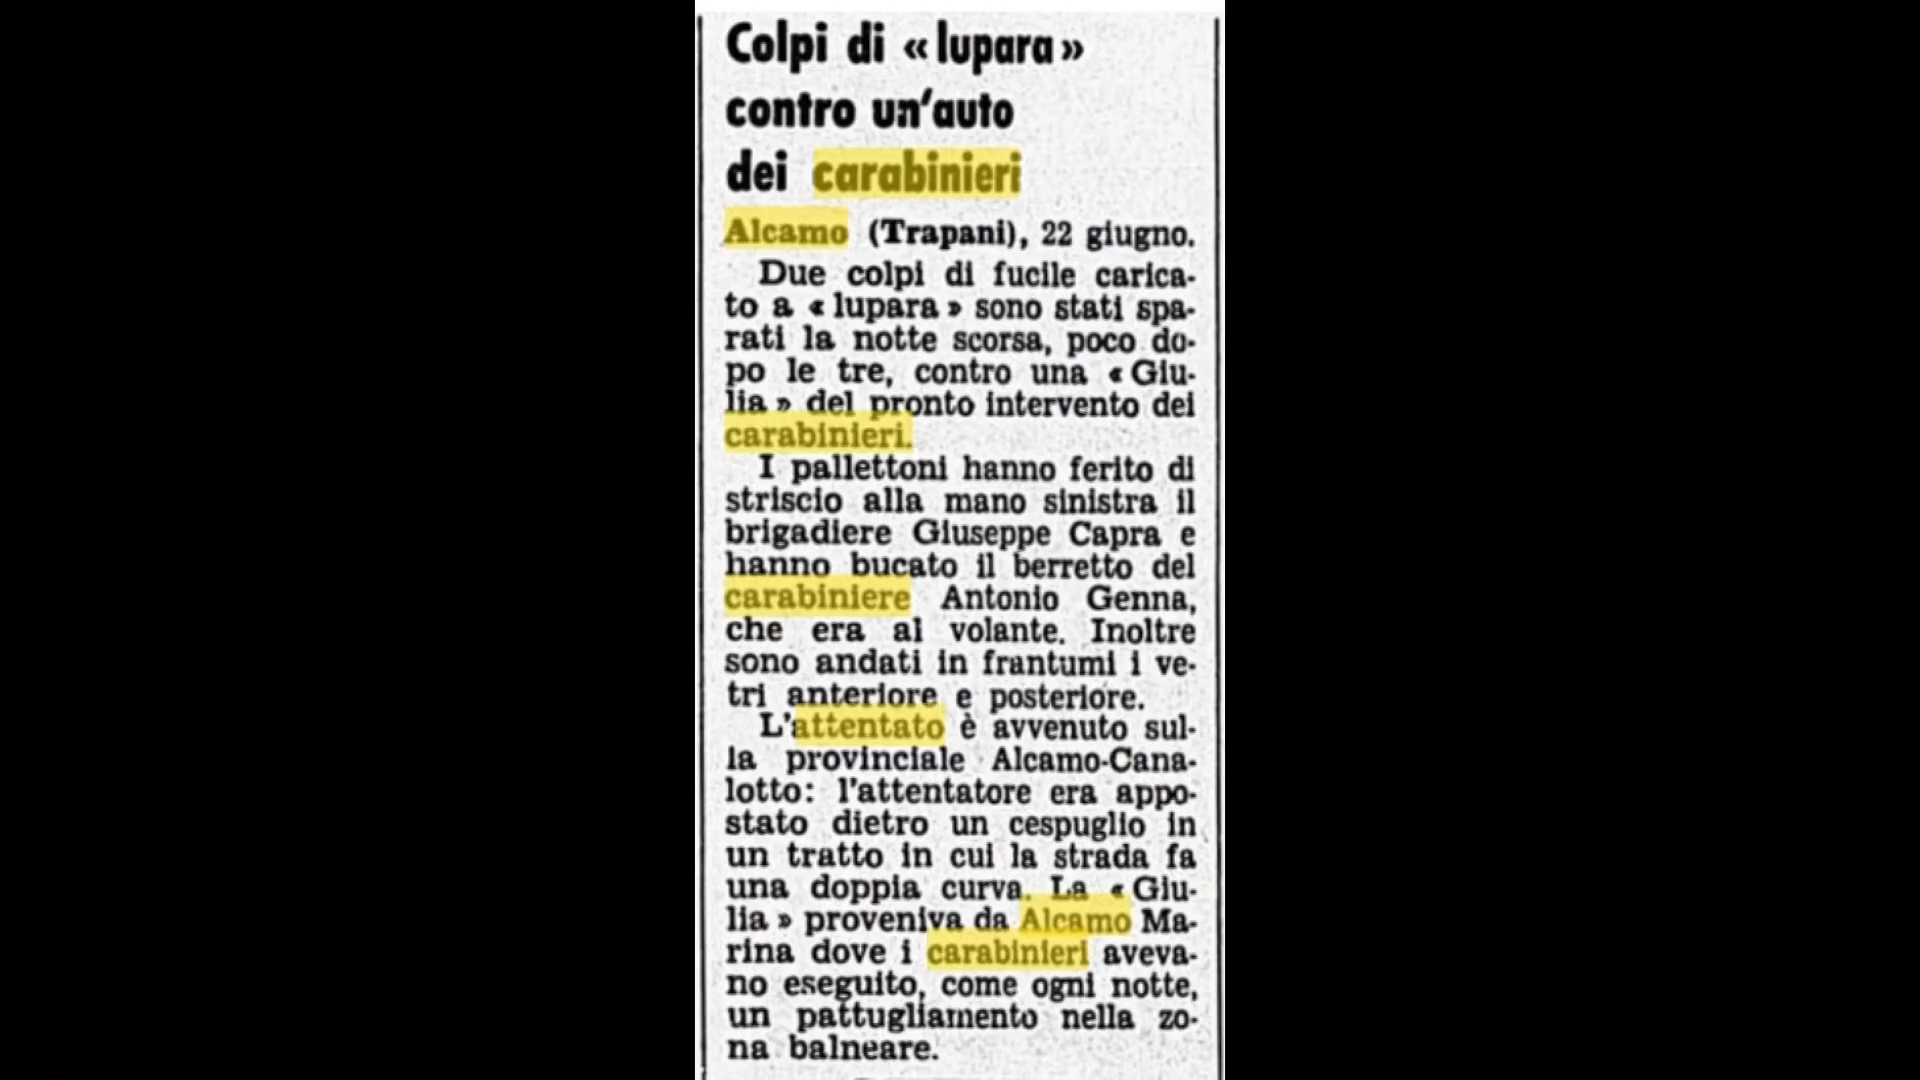 Colpi di « lupara »
contro un'auto
dei carabinieri
Alcamo (Trapani), 22 giugno.
Due colpi di fucile carica-
to a « lupara » sono stati spa-
rati la notte scorsa, poco do-
po le tre, contro una « Giu-
lia » del pronto intervento dei
carabinieri.
I pallettoni hanno ferito di
striscio alla mano sinistra il
brigadiere Giuseppe Capra e
hanno bucato il berretto del
carabiniere Antonio Genna,
che era al volante. Inoltre
sono andati in frantumi i ve-
tri anteriore e posteriore.
L'attentato è avvenuto sul-
la provinciale Alcamo-Cana-
lotto: l'attentatore era appo-
stato dietro un cespuglio in
un tratto in cui la strada fa
una doppia curva. La « Giu-
lia » proveniva da Alcamo Ma-
rina dove i carabinieri aveva-
no eseguito, come ogni notte,
un pattugliamento nella zo-
na balneare.